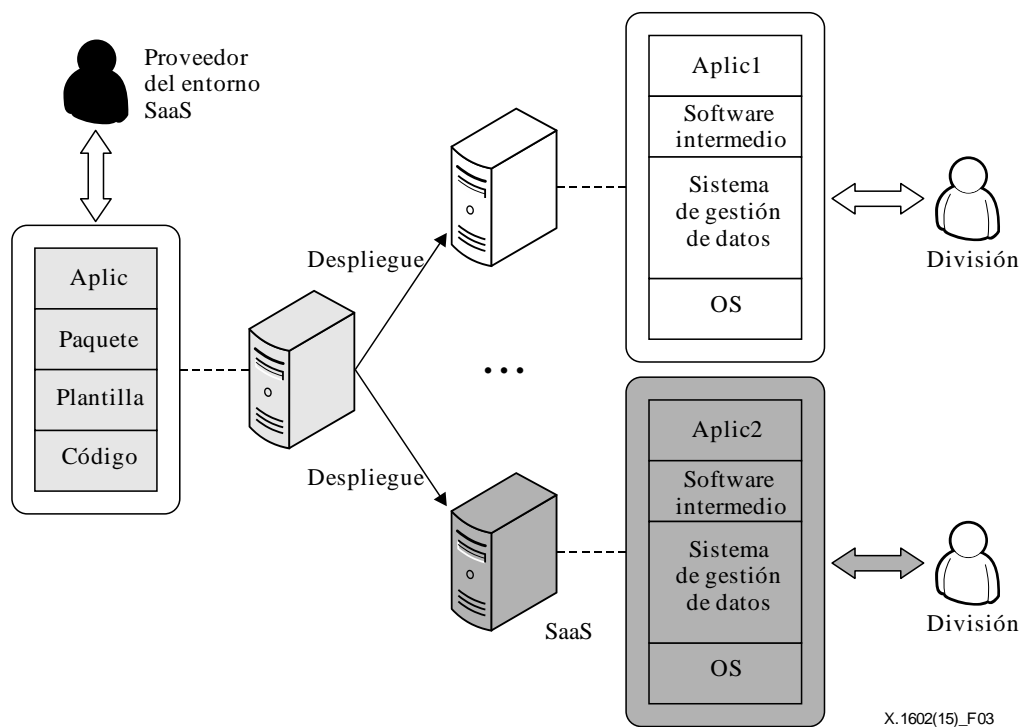 Proveedor
del entorno
SaaS
Aplic
Paquete
Plantilla
Código
Despliegue
Despliegue
...
SaaS
Aplic1
Software
intermedio
Sistema
de gestión
de datos
OS
División
Aplic2
Software
intermedio
Sistema
de gestión
de datos
OS
División
X.1602(15)_F03